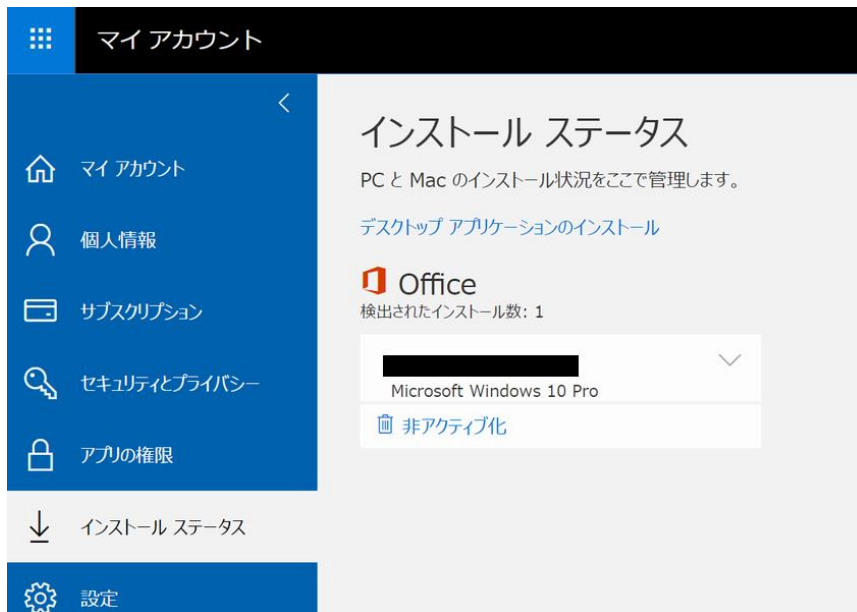 マイ アカウント
マイ アカウント
個人情報
サブスクリプション
セキュリティとプライバシー
アプリの権限
インストール ステータス
設定
インストール ステータス
PC と Mac のインストール状況をここで管理します。
デスクトップ アプリケーションのインストール
Office
検出されたインストール数: 1
Microsoft Windows 10 Pro
非アクティブ化